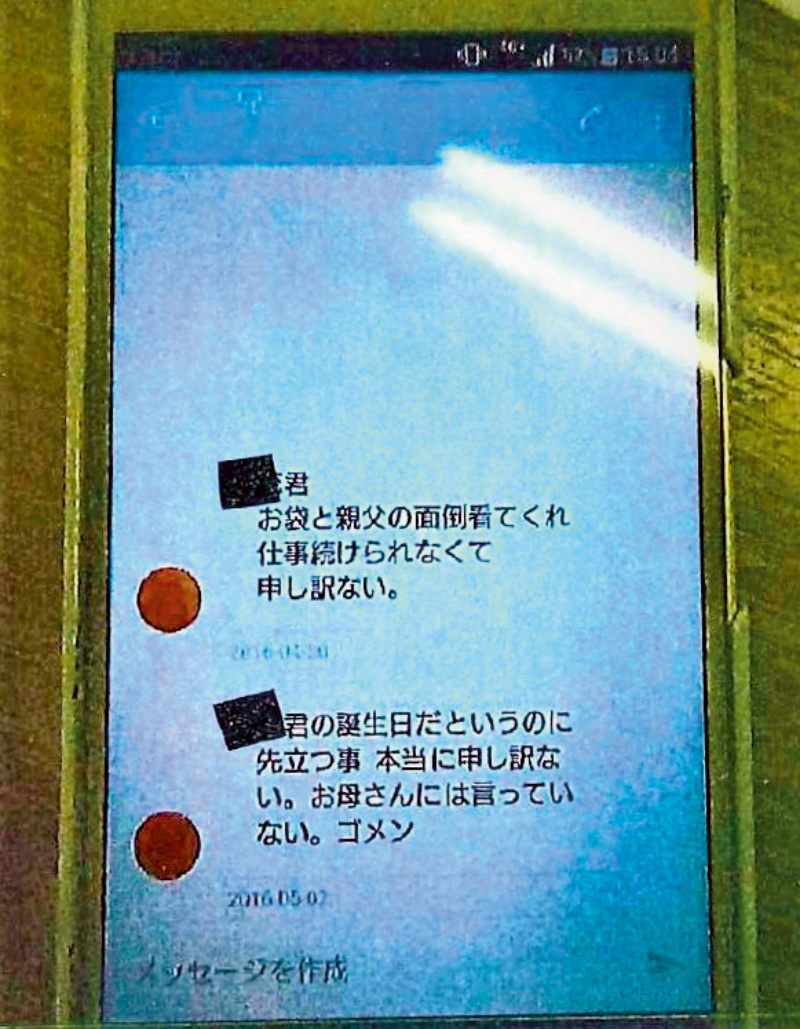 15:04
君
お袋と親父の面倒看てくれ
仕事続けられなくて
申し訳ない。
君の誕生日だというのに
先立つ事 本当に申し訳な
い。お母さんには言ってい
ない。ゴメン
メッセージを作成